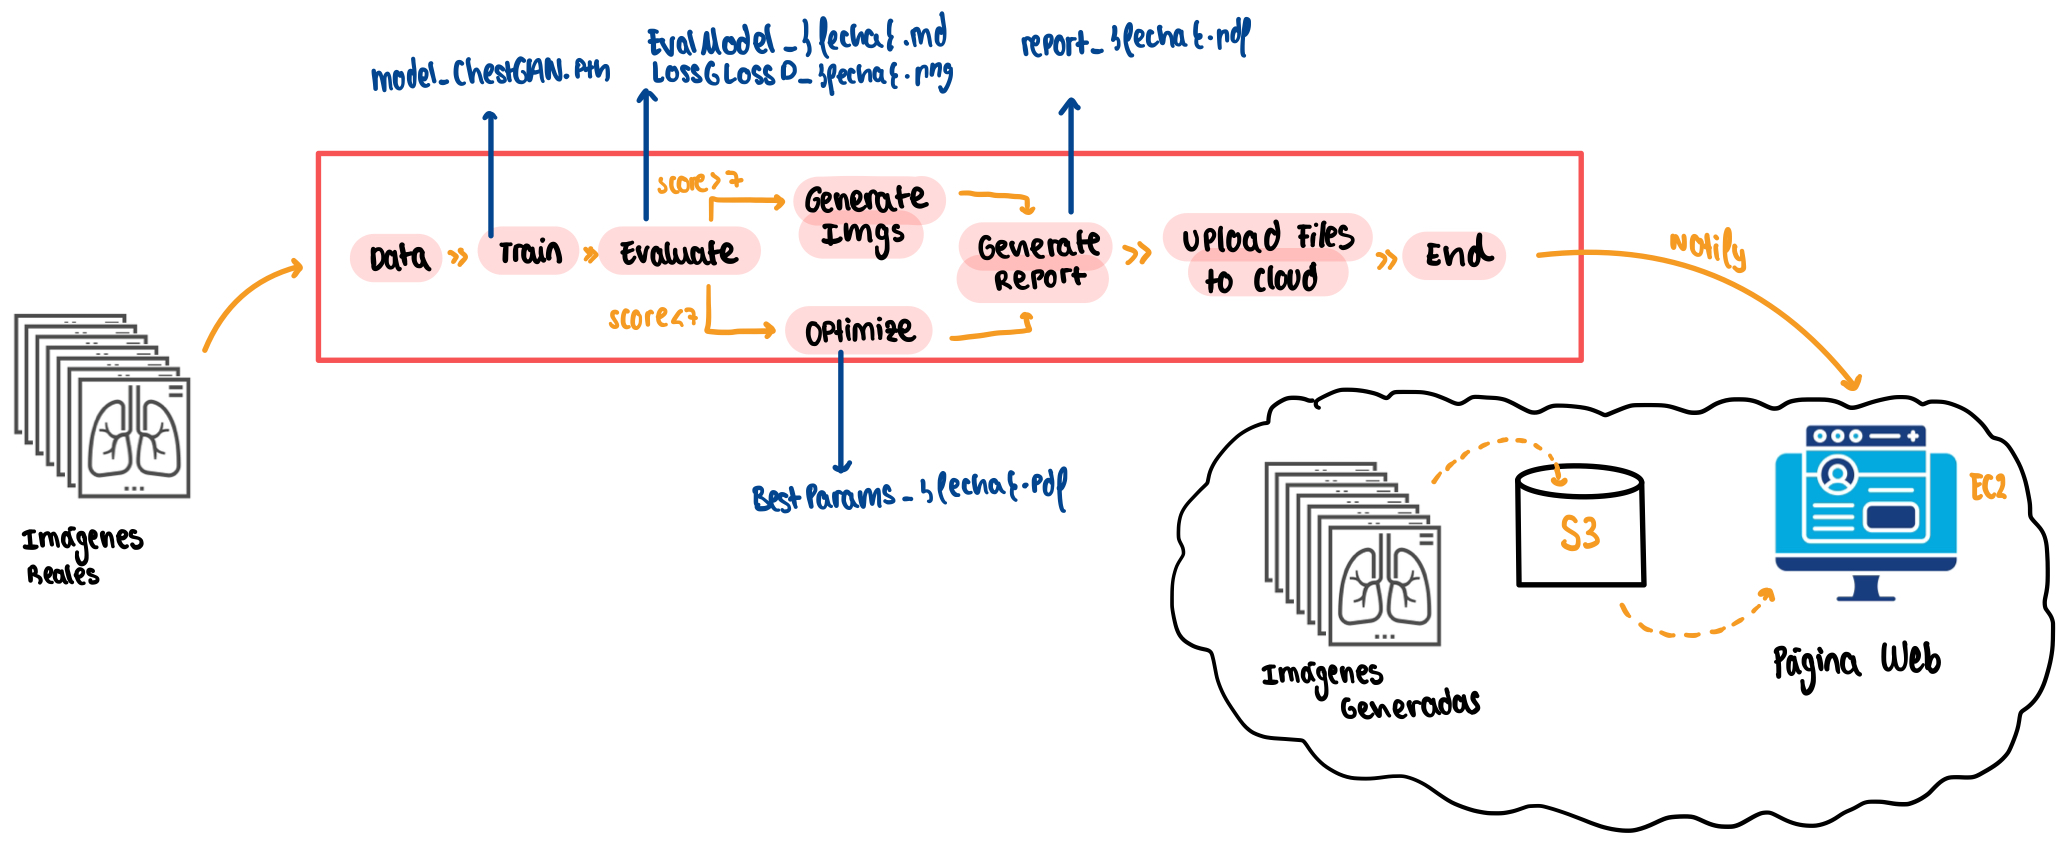 model_ChestGAN.Pth
EvalModel_}fecha{.md
LossGLossD_}fecha{.png
report_}fecha{.pdf
score>7
Generate
Imgs
Data
Train
Evaluate
Generate
Report
Upload Files
to Cloud
End
Notify
score<7
Optimize
BestParams_}fecha{.pdf
Imágenes
Reales
S3
EC2
Imágenes
Generadas
Página Web